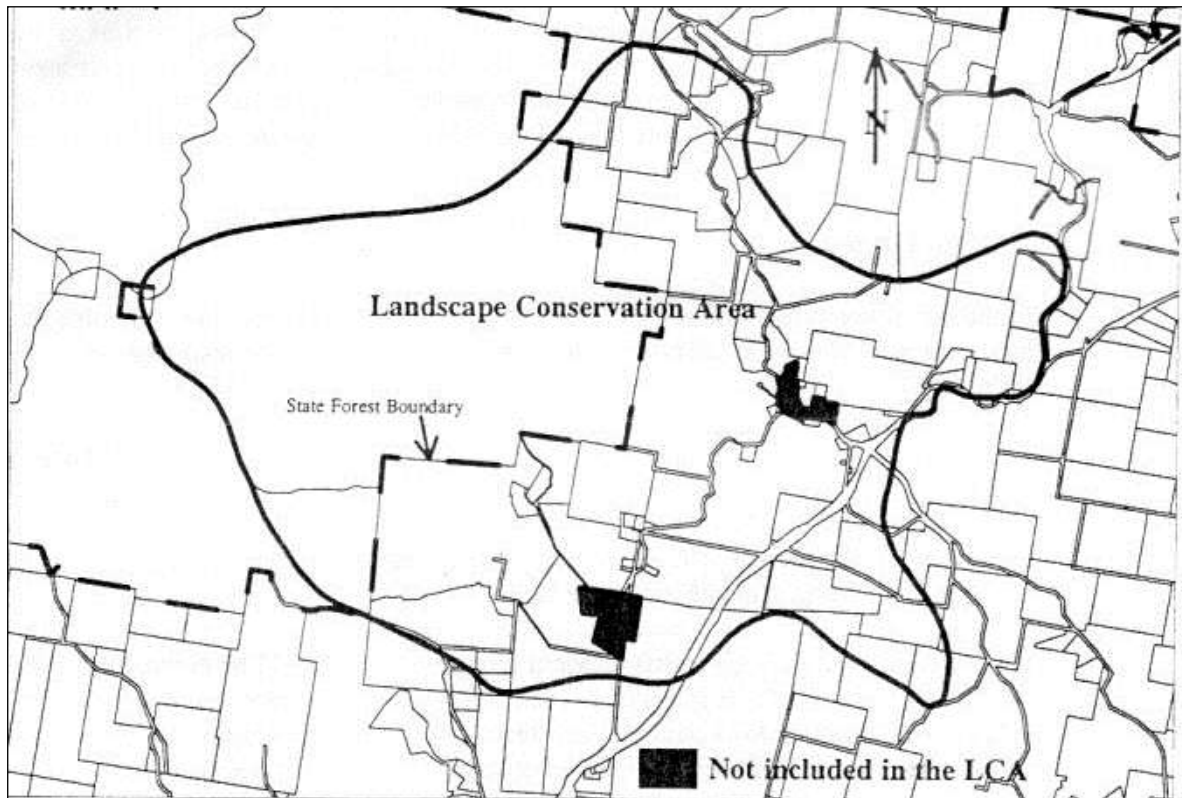 N
Landscape Conservation Area
State Forest Boundary
Not included in the LCA